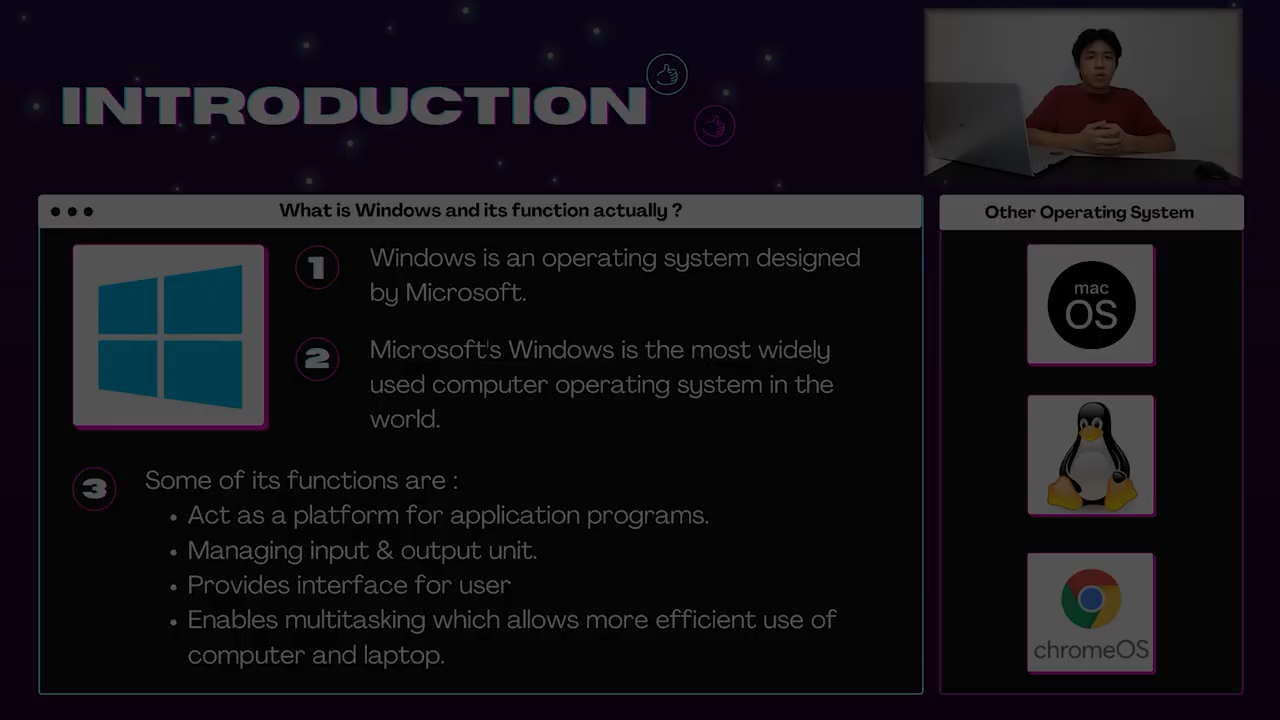 INTRODUCTION
What is Windows and its function actually ?
1
Windows is an operating system designed
by Microsoft.
2
Microsoft's Windows is the most widely
used computer operating system in the
world.
3
Some of its functions are :
• Act as a platform for application programs.
• Managing input & output unit.
• Provides interface for user
• Enables multitasking which allows more efficient use of
computer and laptop.
Other Operating System
mac
OS
chromeOS